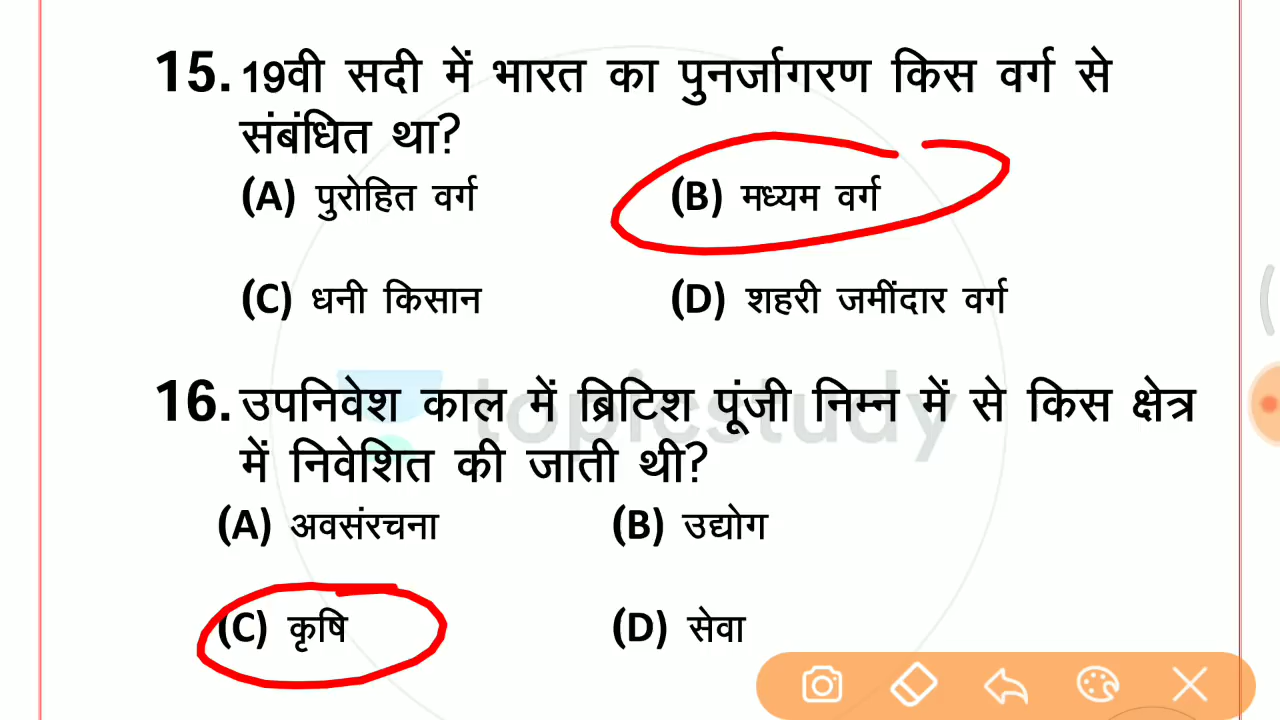 15. 19वी सदी में भारत का पुनर्जागरण किस वर्ग से
संबंधित था?
(A) पुरोहित वर्ग (B) मध्यम वर्ग
(C) धनी किसान (D) शहरी जमींदार वर्ग
16. उपनिवेश काल में ब्रिटिश पूंजी निम्न में से किस क्षेत्र
में निवेशित की जाती थी?
(A) अवसंरचना (B) उद्योग
(C) कृषि (D) सेवा
topicstudy